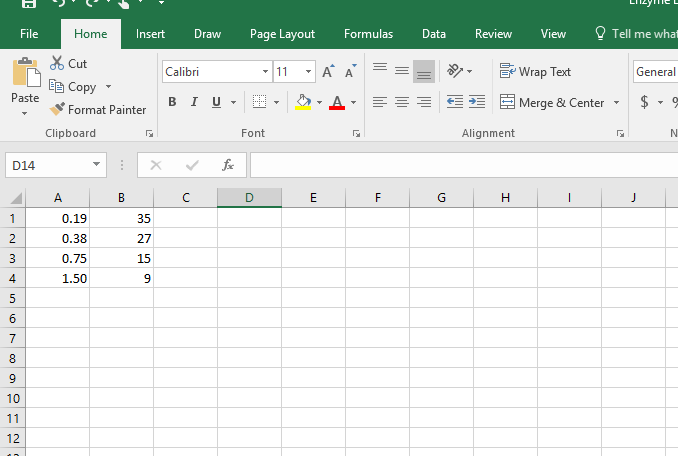 Enzyme
File Home Insert Draw Page Layout Formulas Data Review View Tell me what
Cut
Copy
Format Painter
Paste
Calibri 11
B I U A
Wrap Text
Merge & Center
General
$ %
Clipboard Font Alignment N
D14 fx
A B C D E F G H I J
1 0.19 35
2 0.38 27
3 0.75 15
4 1.50 9
5
6
7
8
9
10
11
12